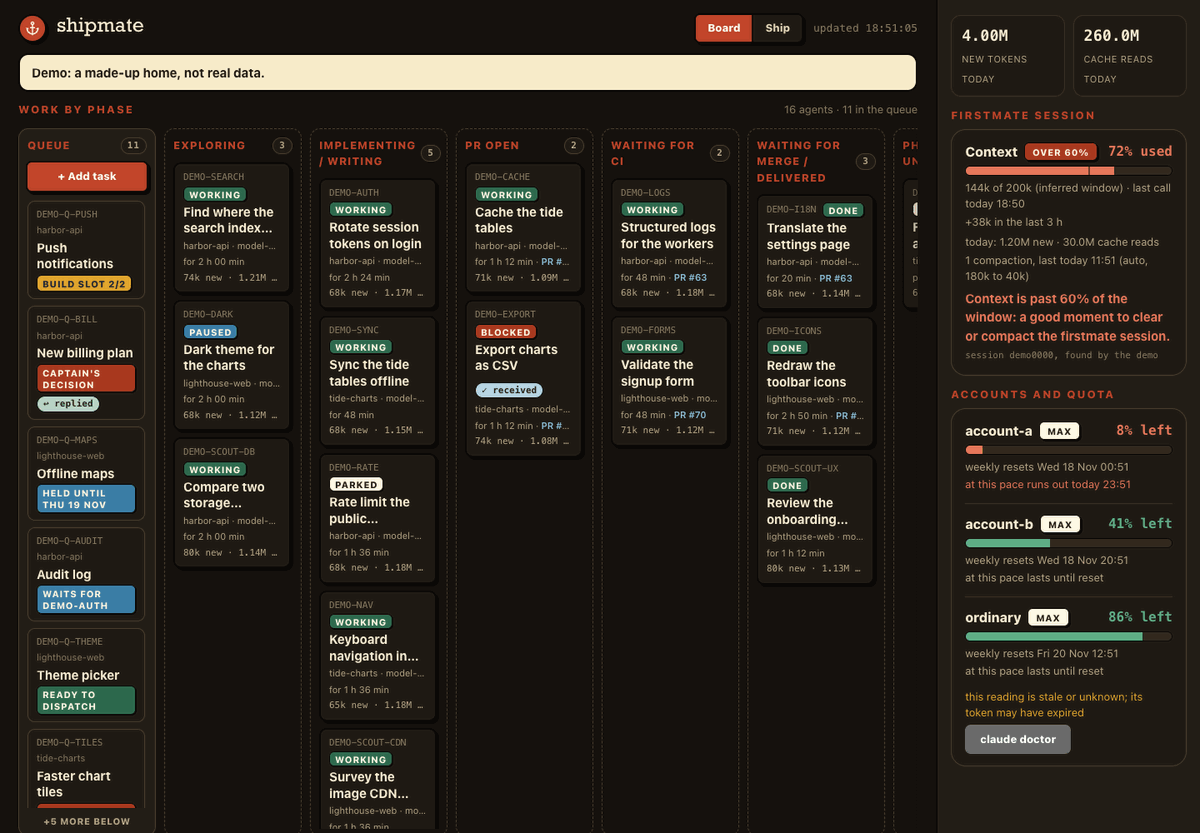 shipmate
Board Ship updated 18:51:05
Demo: a made-up home, not real data.
WORK BY PHASE
16 agents · 11 in the queue
QUEUE 11
+ Add task
DEMO-Q-PUSH
harbor-api
Push
notifications
BUILD SLOT 2/2
DEMO-Q-BILL
harbor-api
New billing plan
CAPTAIN'S
DECISION
↩ replied
DEMO-Q-MAPS
lighthouse-web
Offline maps
HELD UNTIL
THU 19 NOV
DEMO-Q-AUDIT
harbor-api
Audit log
WAITS FOR
DEMO-AUTH
DEMO-Q-THEME
lighthouse-web
Theme picker
READY TO
DISPATCH
DEMO-Q-TILES
tide-charts
Faster chart
tiles
+5 MORE BELOW
EXPLORING 3
DEMO-SEARCH
WORKING
Find where the
search index...
harbor-api · model-...
for 2 h 00 min
74k new · 1.21M …
DEMO-DARK
PAUSED
Dark theme for
the charts
lighthouse-web · mo...
for 2 h 00 min
68k new · 1.12M …
DEMO-SCOUT-DB
WORKING
Compare two
storage...
harbor-api · model-...
for 2 h 00 min
80k new · 1.14M …
IMPLEMENTING
/ WRITING 5
DEMO-AUTH
WORKING
Rotate session
tokens on login
harbor-api · model-...
for 2 h 24 min
68k new · 1.17M …
DEMO-SYNC
WORKING
Sync the tide
tables offline
tide-charts · model-...
for 48 min
68k new · 1.15M …
DEMO-RATE
PARKED
Rate limit the
public...
harbor-api · model-...
for 1 h 36 min
68k new · 1.18M …
DEMO-NAV
WORKING
Keyboard
navigation in...
tide-charts · model-...
for 1 h 36 min
65k new · 1.18M …
DEMO-SCOUT-CDN
WORKING
Survey the
image CDN...
lighthouse-web · mo...
for 1 h 36 min
PR OPEN 2
DEMO-CACHE
WORKING
Cache the tide
tables
harbor-api · model-...
for 1 h 12 min · PR #...
71k new · 1.09M …
DEMO-EXPORT
BLOCKED
Export charts
as CSV
✓ received
tide-charts · model-...
for 1 h 12 min · PR #...
74k new · 1.08M …
WAITING FOR
CI 2
DEMO-LOGS
WORKING
Structured logs
for the workers
harbor-api · model-...
for 48 min · PR #63
68k new · 1.18M …
DEMO-FORMS
WORKING
Validate the
signup form
lighthouse-web · mo...
for 48 min · PR #70
71k new · 1.12M …
WAITING FOR
MERGE /
DELIVERED 3
DEMO-I18N DONE
Translate the
settings page
harbor-api · model-...
for 20 min · PR #63
68k new · 1.14M …
DEMO-ICONS
DONE
Redraw the
toolbar icons
lighthouse-web · mo...
for 2 h 50 min · PR #...
71k new · 1.12M …
DEMO-SCOUT-UX
DONE
Review the
onboarding...
lighthouse-web · mo...
for 1 h 12 min
80k new · 1.13M …
4.00M
NEW TOKENS
TODAY
260.0M
CACHE READS
TODAY
FIRSTMATE SESSION
Context OVER 60% 72% used
144k of 200k (inferred window) · last call
today 18:50
+38k in the last 3 h
today: 1.20M new · 30.0M cache reads
1 compaction, last today 11:51 (auto,
180k to 40k)
Context is past 60% of the
window: a good moment to clear
or compact the firstmate session.
session demo0000, found by the demo
ACCOUNTS AND QUOTA
account-a MAX 8% left
weekly resets Wed 18 Nov 00:51
at this pace runs out today 23:51
account-b MAX 41% left
weekly resets Wed 18 Nov 20:51
at this pace lasts until reset
ordinary MAX 86% left
weekly resets Fri 20 Nov 12:51
at this pace lasts until reset
this reading is stale or unknown; its
token may have expired
claude doctor